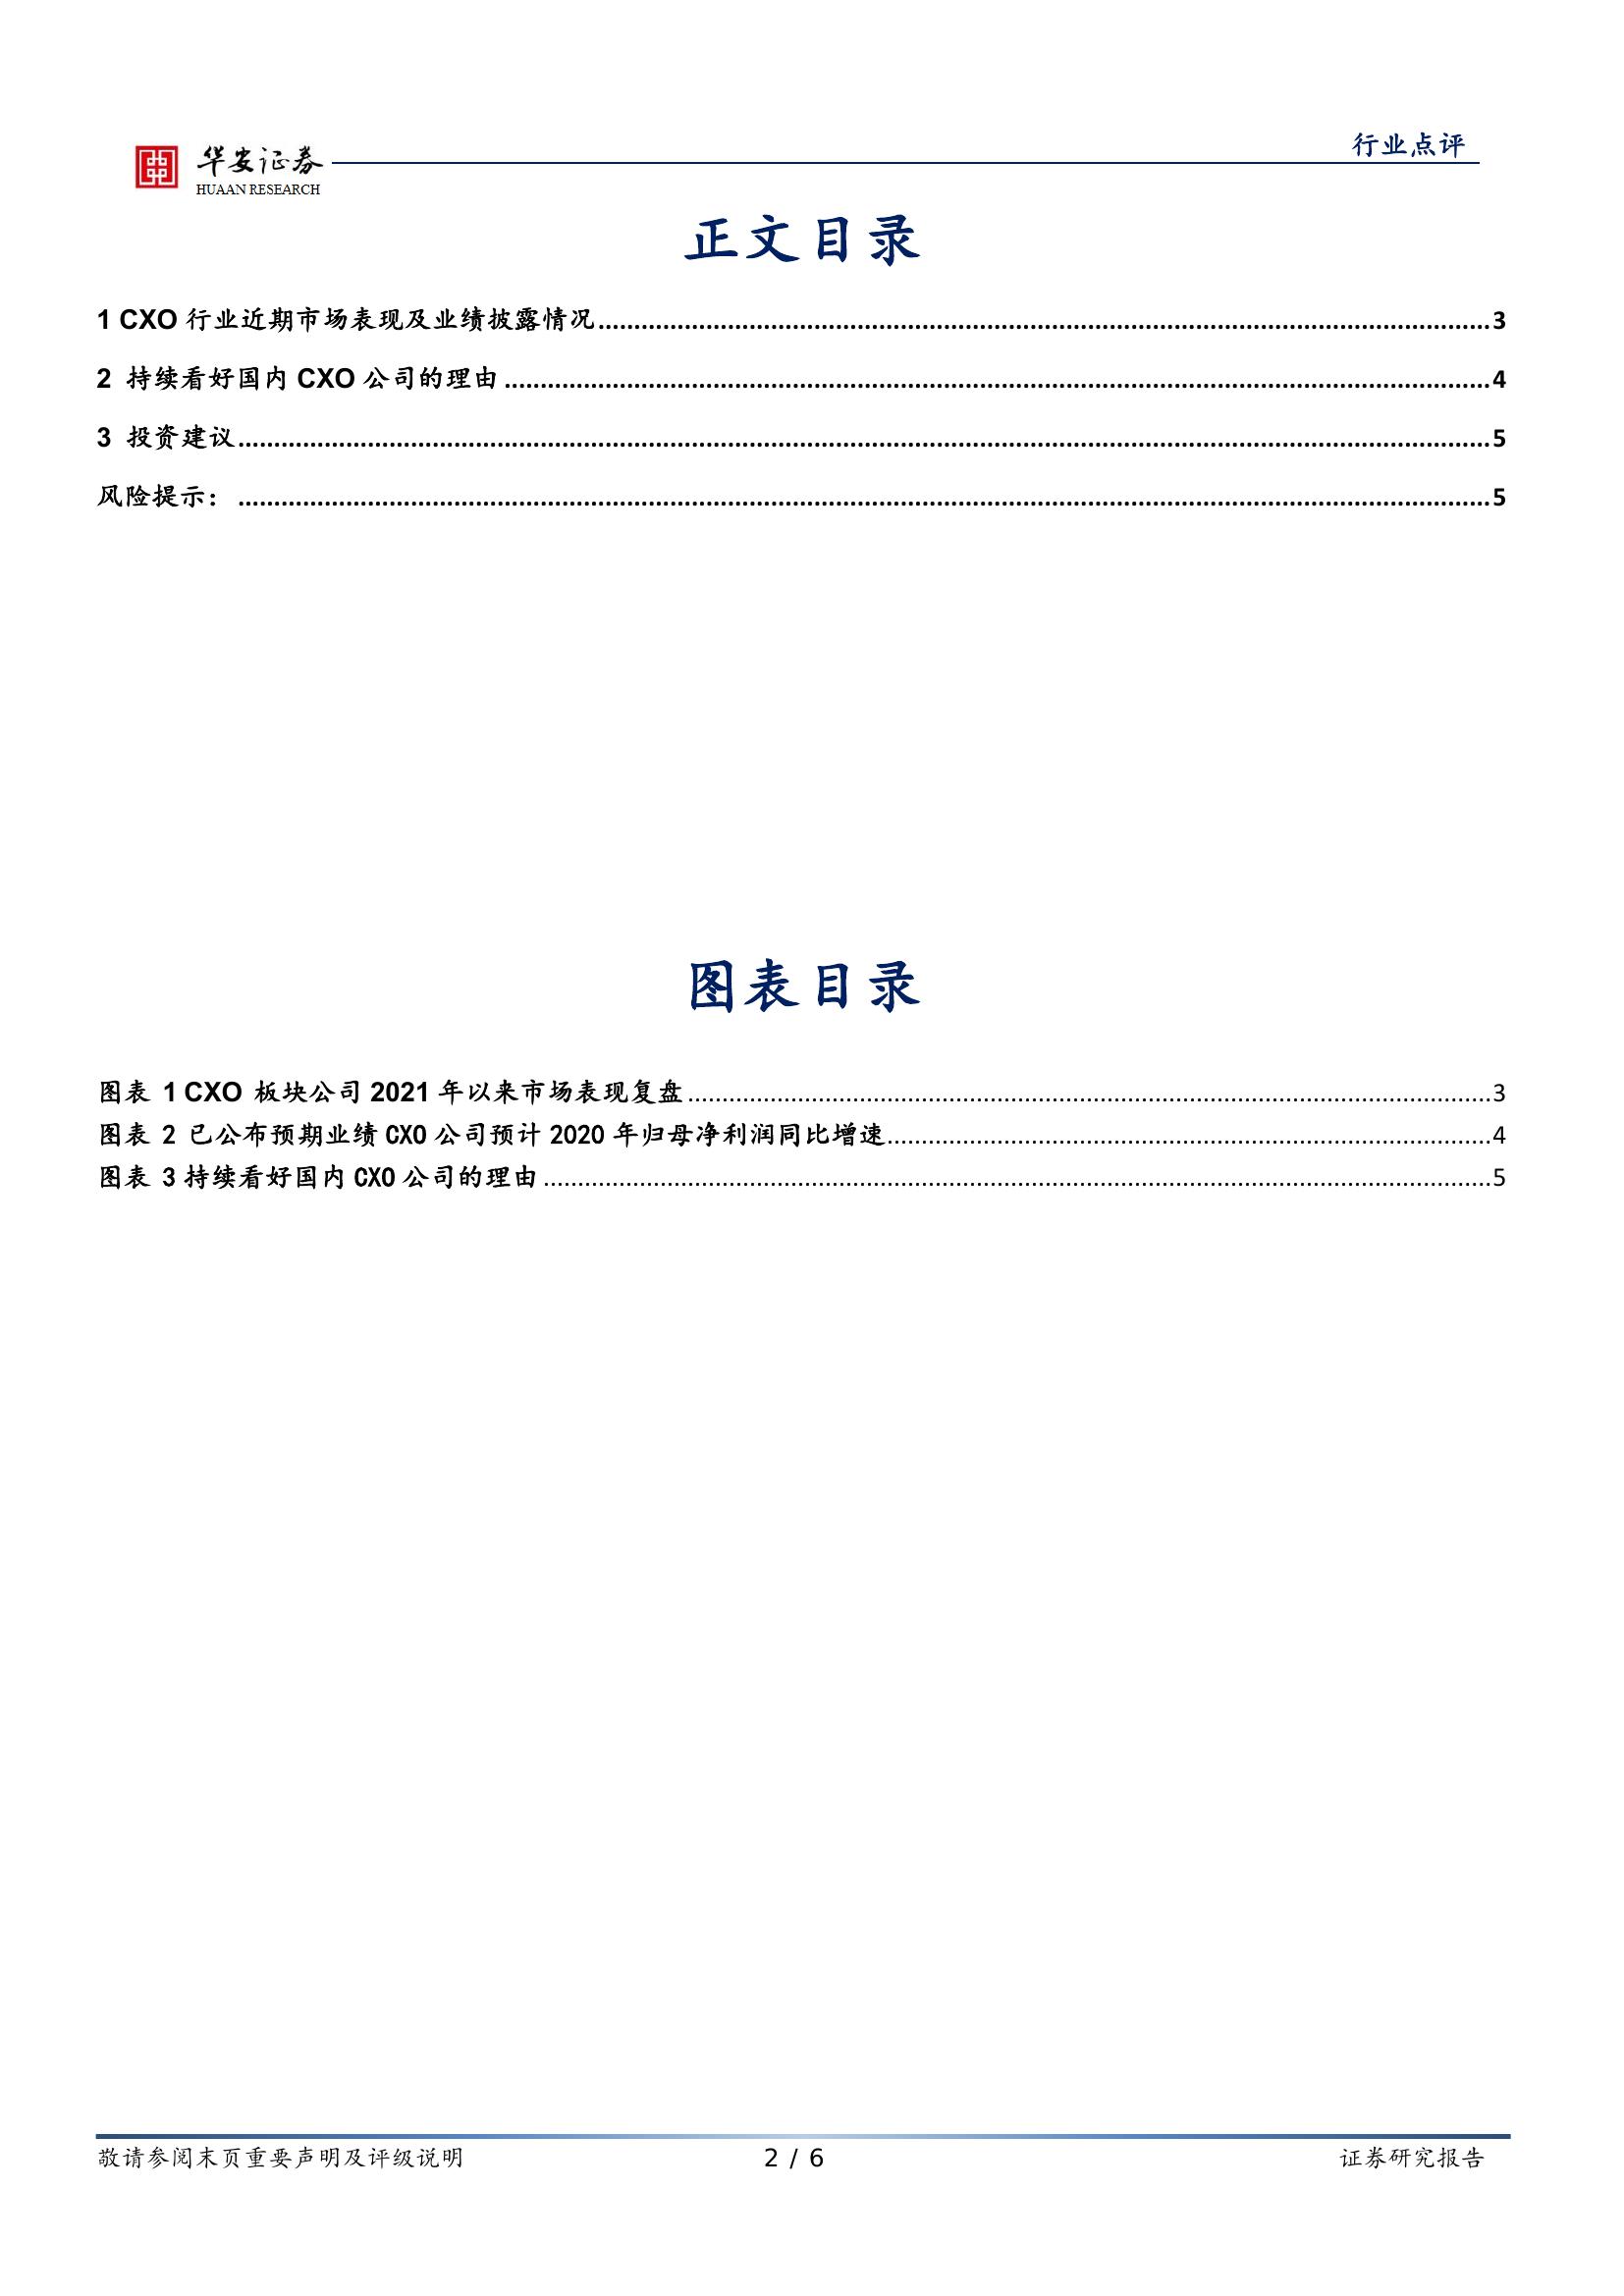 行业点评
华安证券
HUAAN RESEARCH
正文目录
1 CXO 行业近期市场表现及业绩披露情况........................................3
2 持续看好国内 CXO 公司的理由........................................4
3 投资建议........................................5
风险提示：........................................5
图表目录
图表 1 CXO 板块公司 2021 年以来市场表现复盘........................................3
图表 2 已公布预期业绩 CXO 公司预计 2020 年归母净利润同比增速........................................4
图表 3 持续看好国内 CXO 公司的理由........................................5
敬请参阅末页重要声明及评级说明 2 / 6 证券研究报告